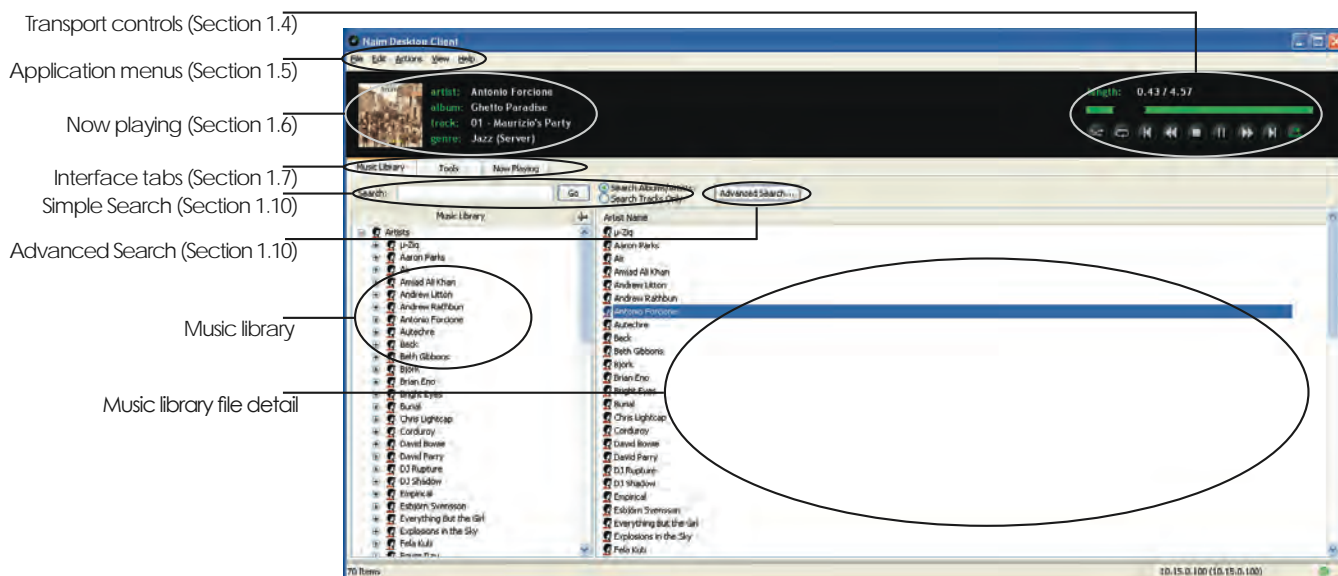 Transport controls (Section 1.4)
Application menus (Section 1.5)
Now playing (Section 1.6)
Interface tabs (Section 1.7)
Simple Search (Section 1.10)
Advanced Search (Section 1.10)
Music library
Music library file detail
Naim Desktop Client
File Edit Actions View Help
artist: Antonio Forcione
album: Ghetto Paradise
track: 01 - Maurizio's Party
genre: Jazz (Server)
length: 0.43 / 4.57
Music Library Tools Now Playing
Search: Go
Search Albums/
Search Tracks Only
Advanced Search...
Music Library
Artists
µ-Ziq
Aaron Parks
Air
Amjad Ali Khan
Andrew Litton
Andrew Rathbun
Antonio Forcione
Autechre
Beck
Beth Gibbons
Bjork
Brian Eno
Bright Eyes
Burial
Chris Lightcap
Corduroy
David Bowie
David Parry
DJ Rupture
DJ Shadow
Empirical
Esbjörn Svensson
Everything But the Girl
Explosions in the Sky
Fela Kuti
Artist Name
µ-Ziq
Aaron Parks
Air
Amjad Ali Khan
Andrew Litton
Andrew Rathbun
Antonio Forcione
Autechre
Beck
Beth Gibbons
Bjork
Brian Eno
Bright Eyes
Burial
Chris Lightcap
Corduroy
David Bowie
David Parry
DJ Rupture
DJ Shadow
Empirical
Esbjörn Svensson
Everything But the Girl
Explosions in the Sky
Fela Kuti
70 Items
10.15.0.100 (10.15.0.100)